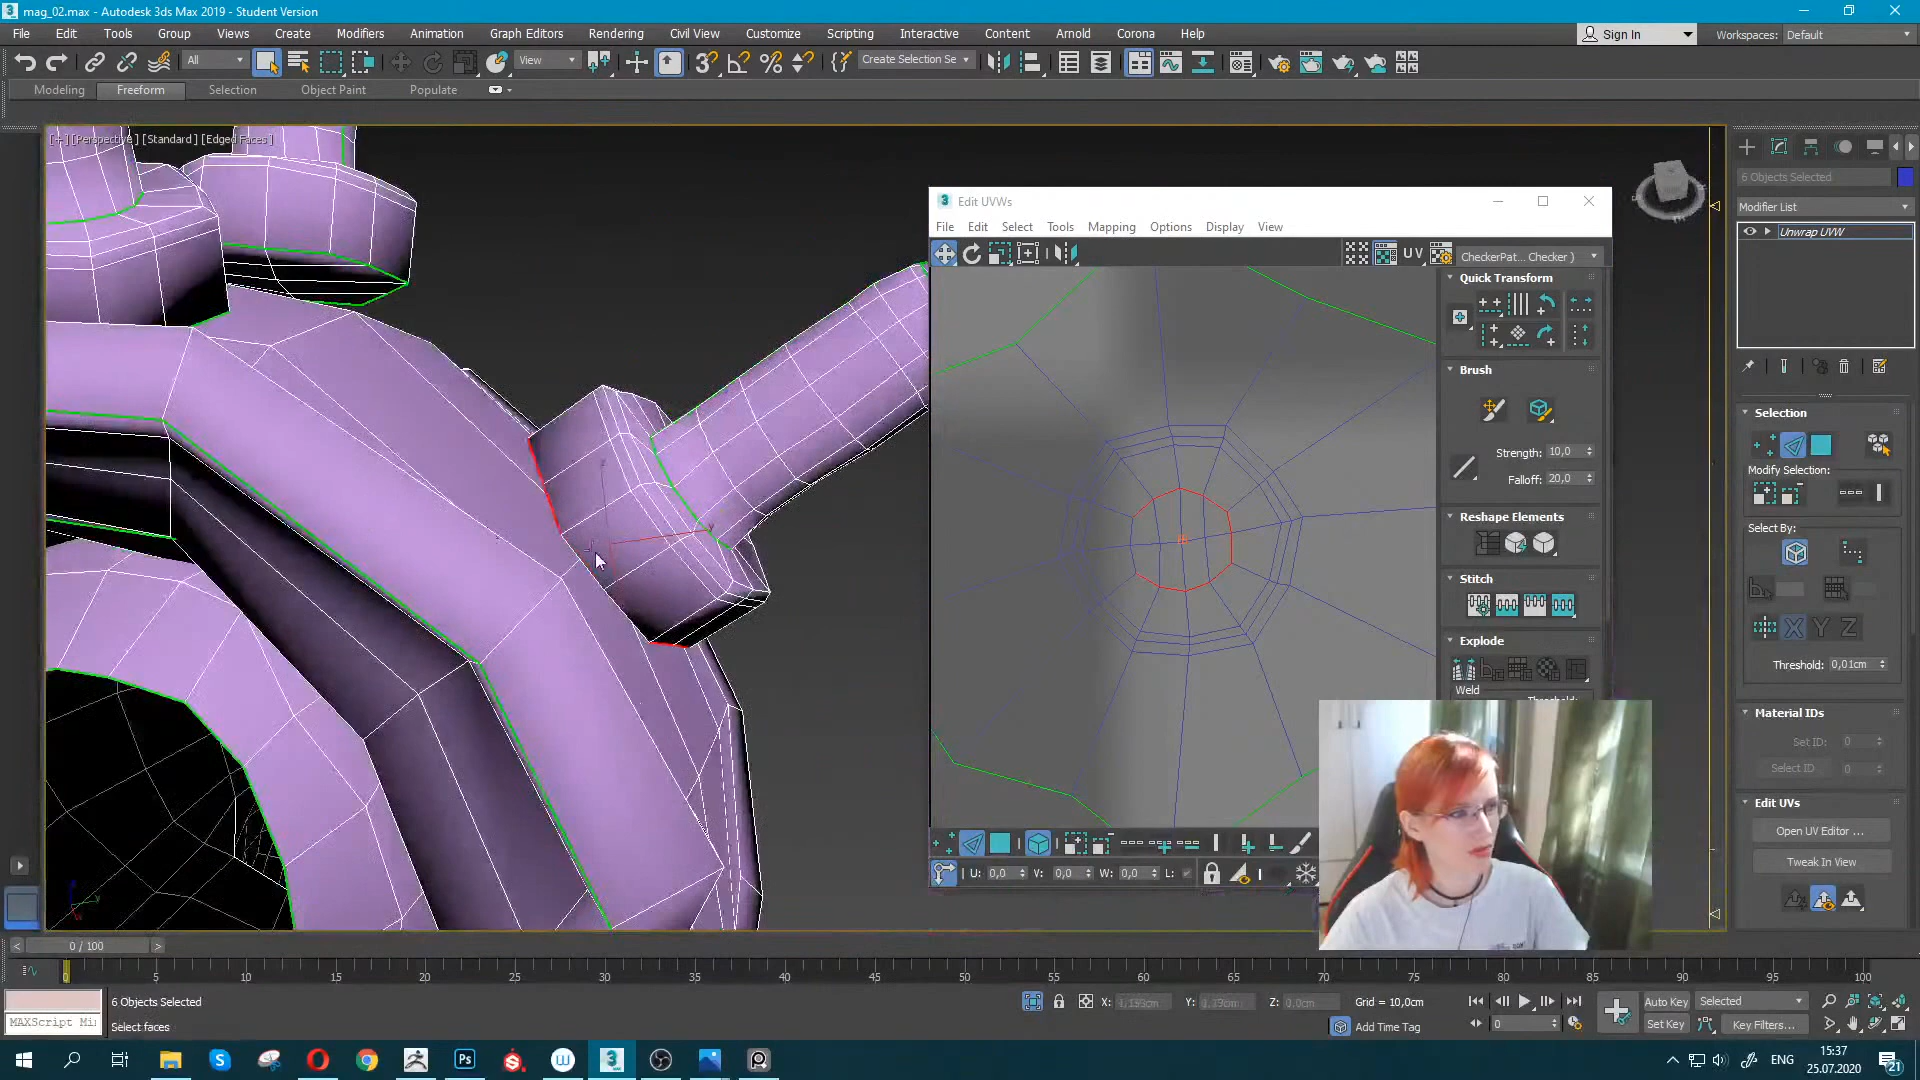 mag_02.max - Autodesk 3ds Max 2019 - Student Version
File Edit Tools Group Views Create Modifiers Animation Graph Editors Rendering Civil View Customize Scripting Interactive Content Arnold Corona Help
Sign In Workspaces: Default
All View Create Selection Se
Modeling Freeform Selection Object Paint Populate
[+] [Perspective] [Standard] [Edged Faces]
6 Objects Selected
Modifier List
Unwrap UVW
Edit UVWs
File Edit Select Tools Mapping Options Display View
UV CheckerPat... Checker }
Quick Transform
Brush
Strength: 10,0
Falloff: 20,0
Reshape Elements
Stitch
Explode
Weld
U: 0,0 V: 0,0 W: 0,0 L:
Selection
Modify Selection:
Select By:
X Y Z
Threshold: 0,01cm
Material IDs
Set ID: 0
Select ID 0
Edit UVs
Open UV Editor ...
Tweak In View
0 / 100
0 5 10 15 20 25 30 35 40 45 50 55 60 65 70 75 80 85 90 95 100
6 Objects Selected X: Y: Z: 0,0cm Grid = 10,0cm Auto Key Selected
MAXScript Mi Select faces Add Time Tag 0 Set Key Key Filters...
ENG 15:37
25.07.2020 21